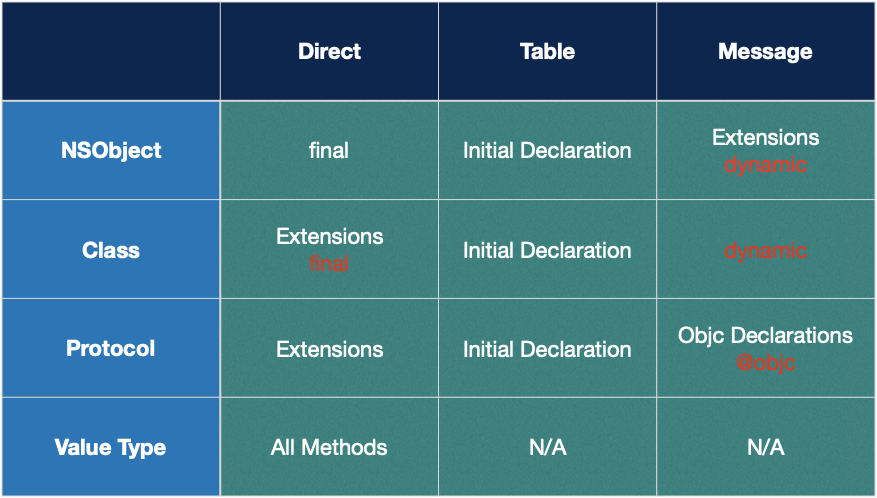 Direct Table Message
NSObject final Initial Declaration Extensions
dynamic
Class Extensions
final Initial Declaration dynamic
Protocol Extensions Initial Declaration Objc Declarations
@objc
Value Type All Methods N/A N/A